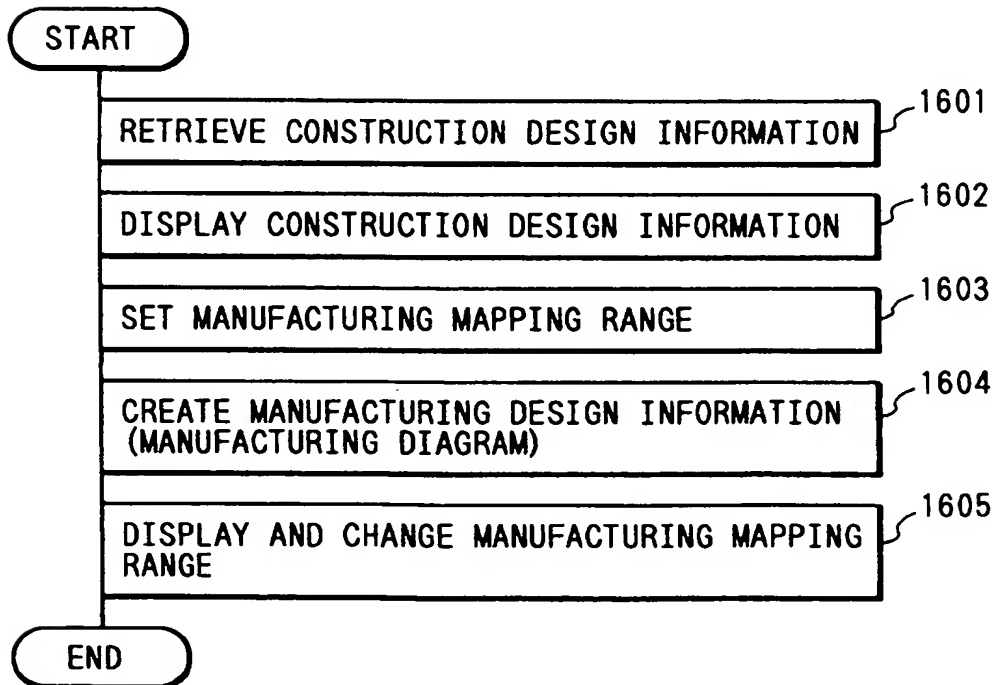 START
1601
RETRIEVE CONSTRUCTION DESIGN INFORMATION
1602
DISPLAY CONSTRUCTION DESIGN INFORMATION
1603
SET MANUFACTURING MAPPING RANGE
1604
CREATE MANUFACTURING DESIGN INFORMATION
(MANUFACTURING DIAGRAM)
1605
DISPLAY AND CHANGE MANUFACTURING MAPPING
RANGE
END